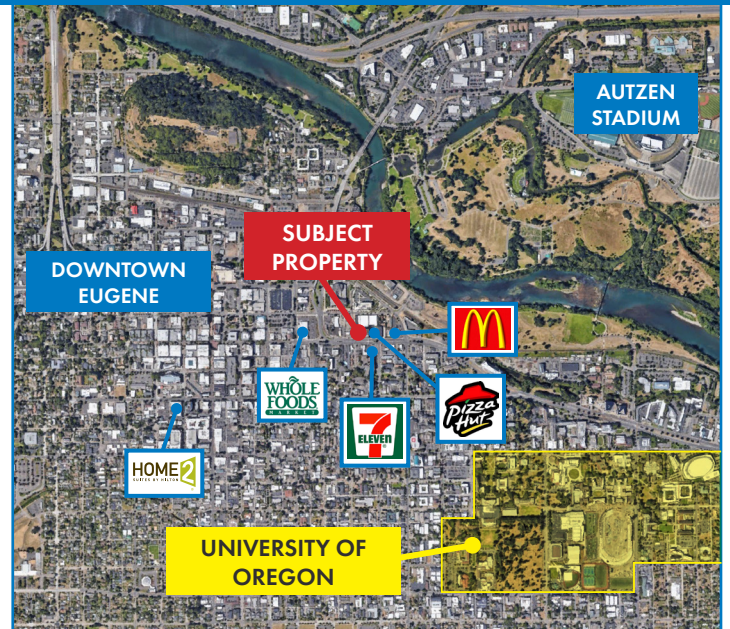 AUTZEN
STADIUM
SUBJECT
PROPERTY
DOWNTOWN
EUGENE
WHÕLE
FOODS
MARKET
7
ELEVEN
Pizza
Hut
HOME2
SUITES BY HILTON
UNIVERSITY OF
OREGON